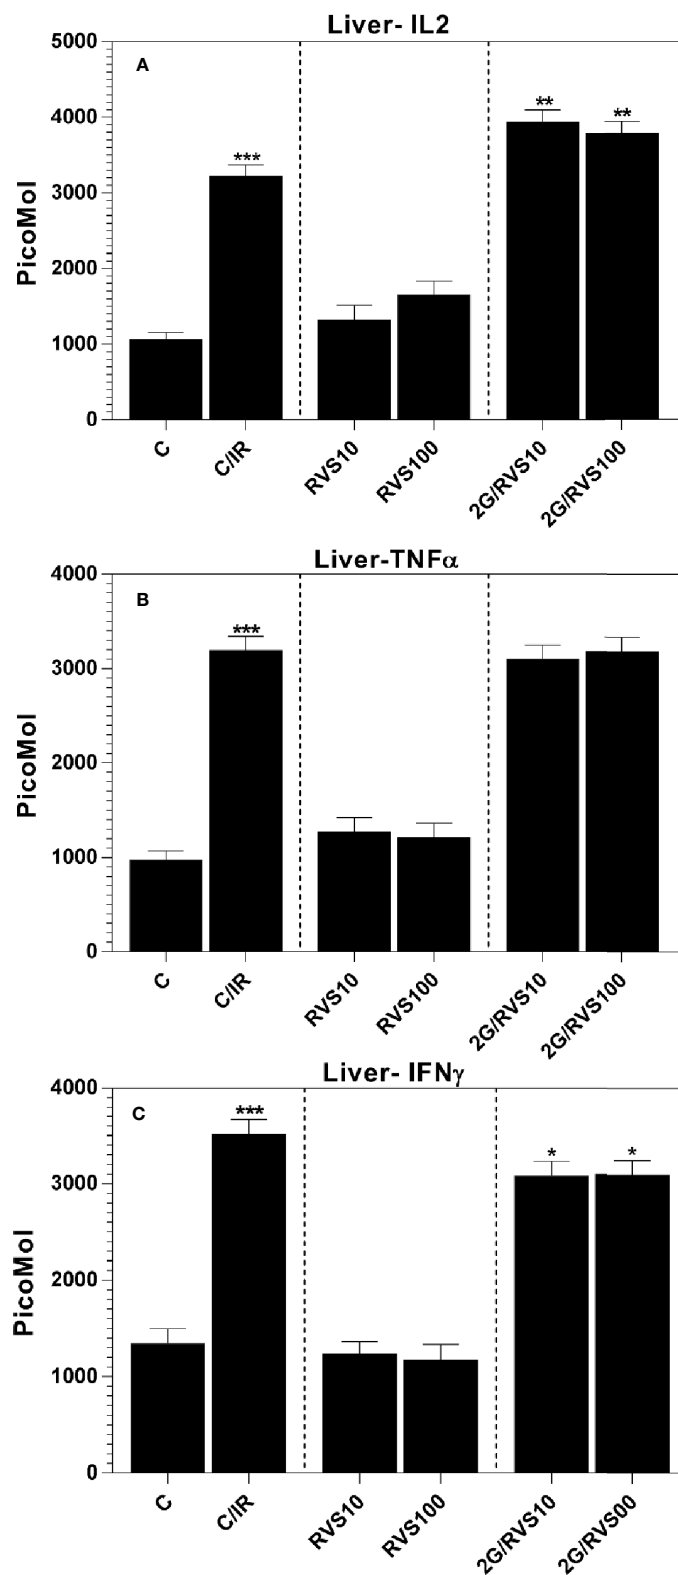 Liver- IL2
A
PicoMol
5000
4000
3000
2000
1000
0
***
**
**
C
C/IR
RVS10
RVS100
2G/RVS10
2G/RVS100
Liver-TNFα
B
PicoMol
4000
3000
2000
1000
0
***
C
C/IR
RVS10
RVS100
2G/RVS10
2G/RVS100
Liver- IFNγ
C
PicoMol
4000
3000
2000
1000
0
***
*
*
C
C/IR
RVS10
RVS100
2G/RVS10
2G/RVS00